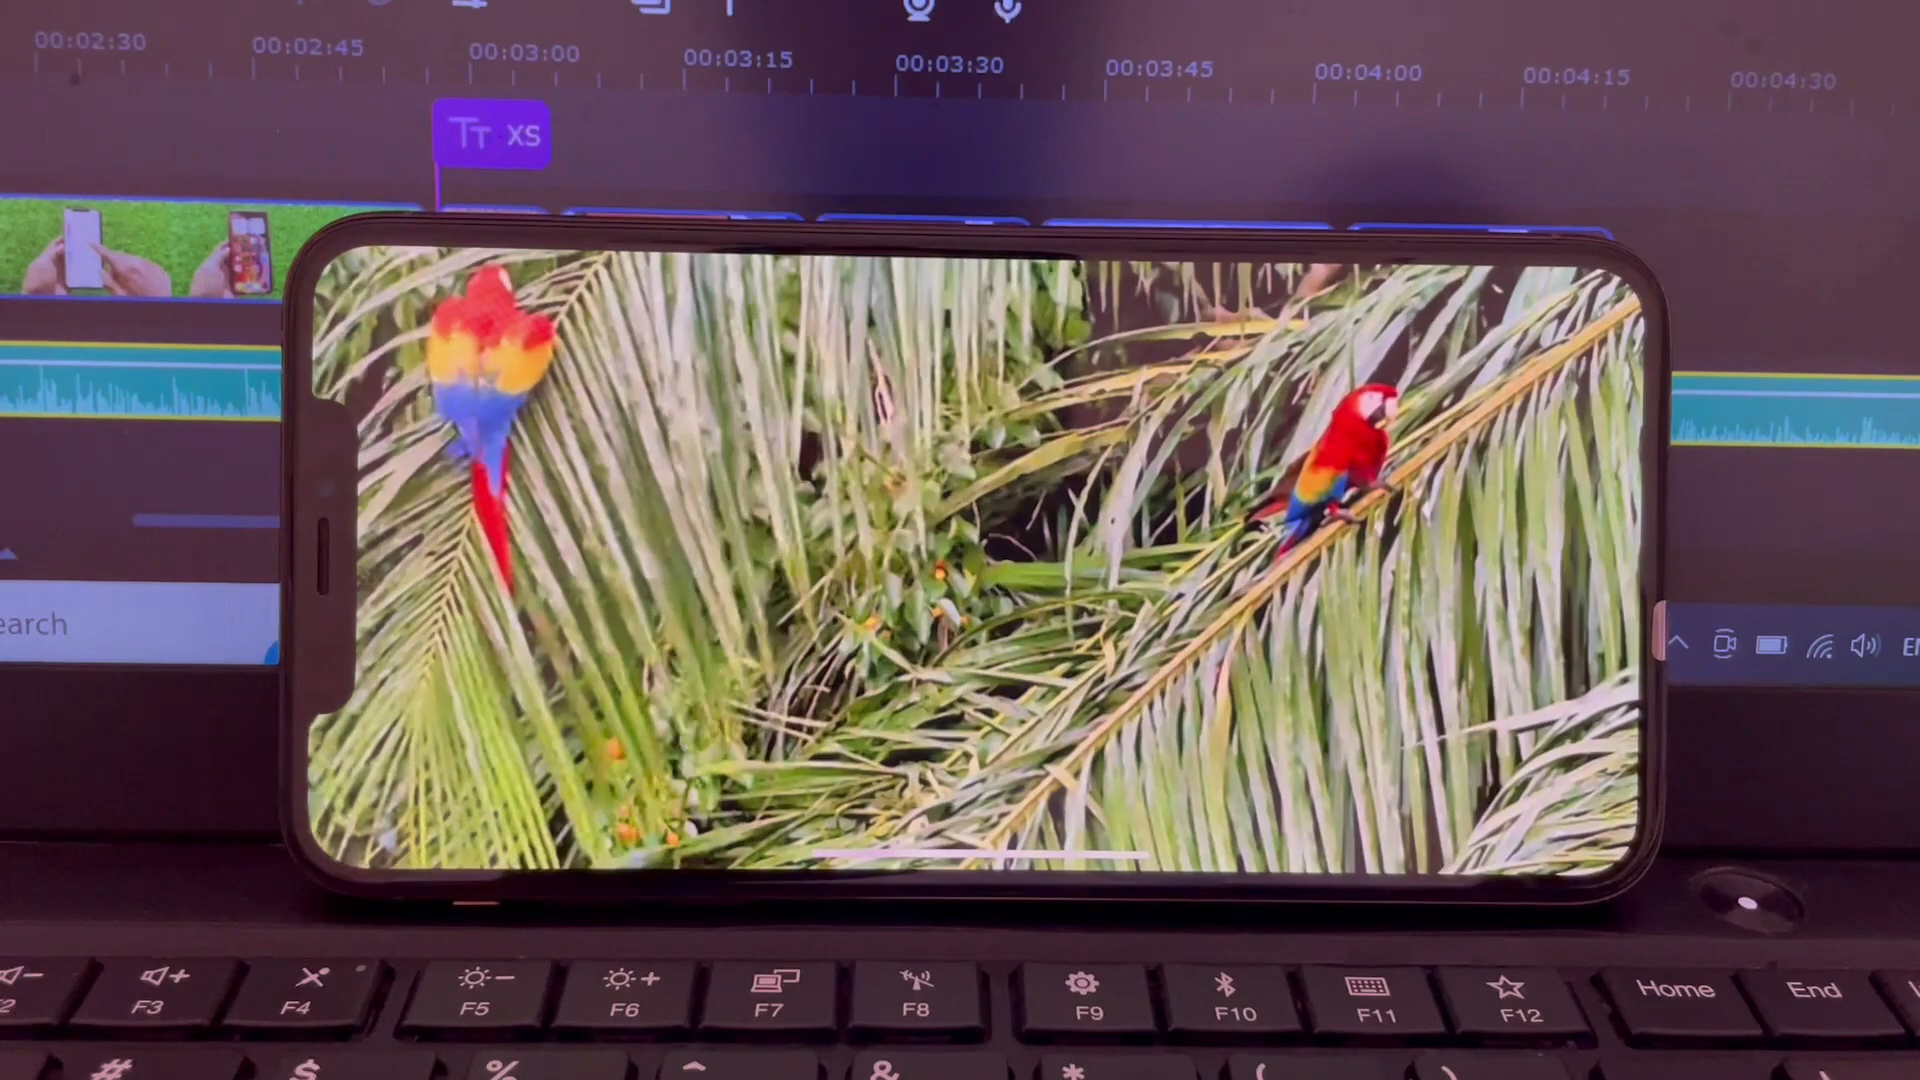 00:02:30 00:02:45 00:03:00 00:03:15 00:03:30 00:03:45 00:04:00 00:04:15 00:04:30
TT XS
earch
F3 F4 F5 F6 F7 F8 F9 F10 F11 F12 Home End
# $ % ^ & * ( )